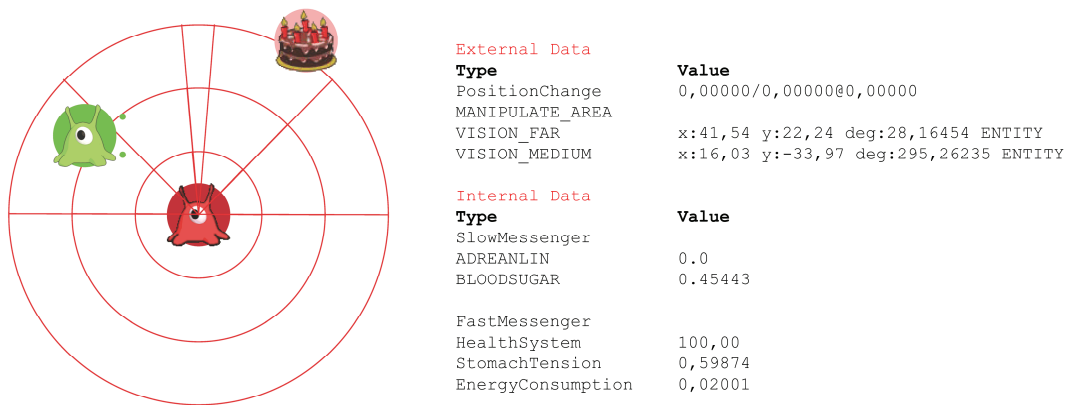 External Data
Type Value
PositionChange 0,00000/0,00000@0,00000
MANIPULATE_AREA
VISION_FAR x:41,54 y:22,24 deg:28,16454 ENTITY
VISION_MEDIUM x:16,03 y:-33,97 deg:295,26235 ENTITY
Internal Data
Type Value
SlowMessenger
ADREANLIN 0.0
BLOODSUGAR 0.45443
FastMessenger
HealthSystem 100,00
StomachTension 0,59874
EnergyConsumption 0,02001